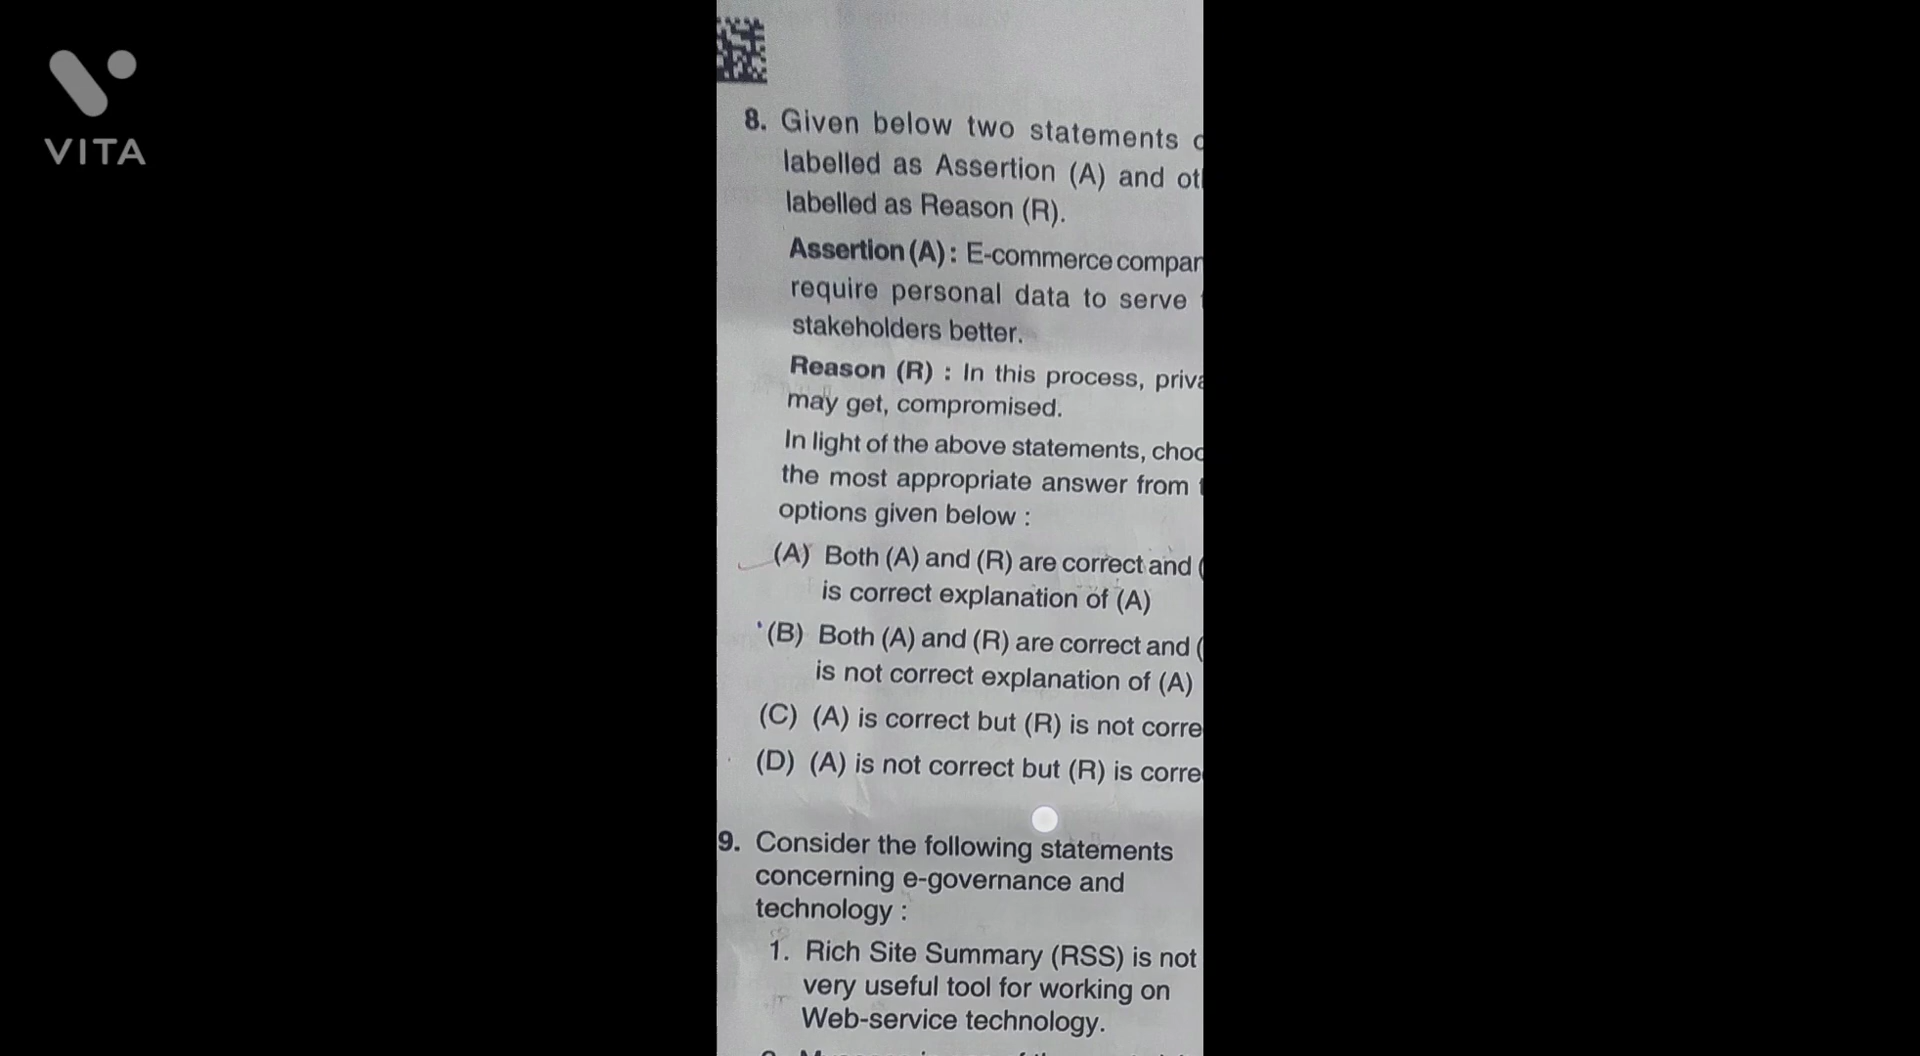 VITA
8. Given below two statements
labelled as Assertion (A) and
labelled as Reason (R).
Assertion (A) : E-commerce
require personal data to serve
stakeholders better.
Reason (R) : In this process,
may get, compromised.
In light of the above statements,
the most appropriate answer from
options given below :
(A) Both (A) and (R) are correct and
is correct explanation of (A)
(B) Both (A) and (R) are correct and
is not correct explanation of (A)
(C) (A) is correct but (R) is not
(D) (A) is not correct but (R) is
9. Consider the following statements
concerning e-governance and
technology :
1. Rich Site Summary (RSS) is not
very useful tool for working on
Web-service technology.